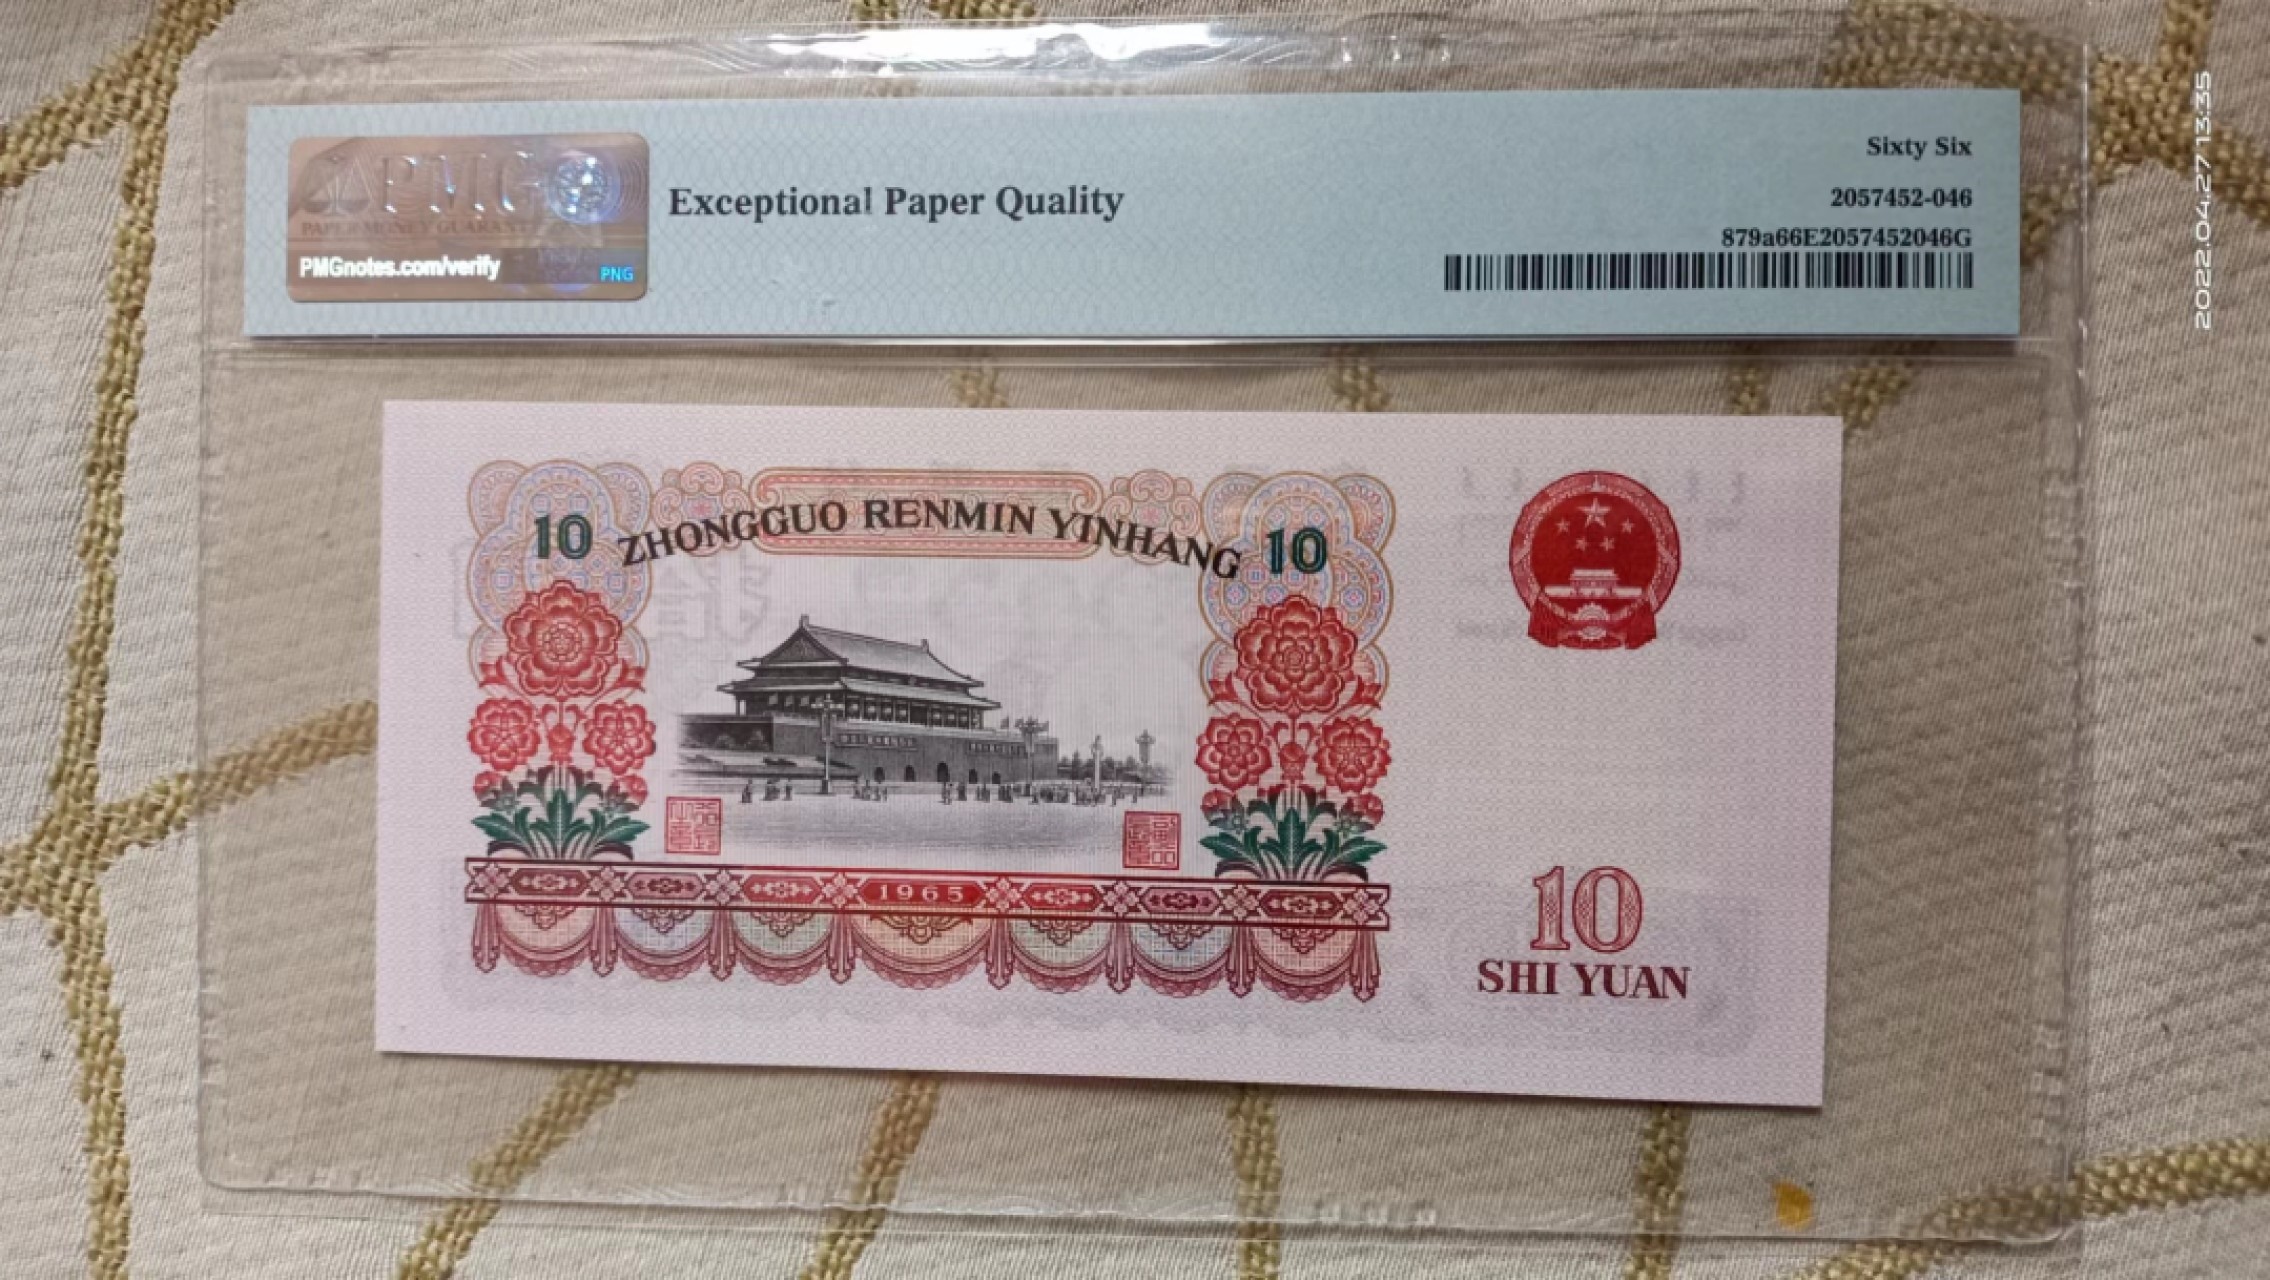 PMG
PAPER MONEY GUARANTY
PMGnotes.com/verify
PNG
Exceptional Paper Quality
Sixty Six
2057452-046
879a66E2057452046G
2022.04.27 13:35
10 ZHONGGUO RENMIN YINHANG 10
1965
10
SHI YUAN